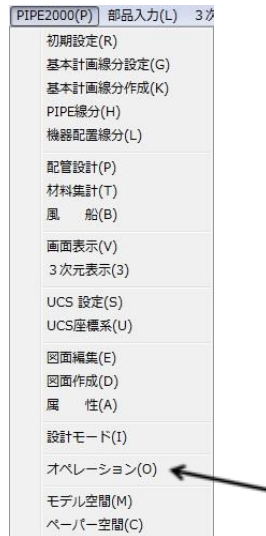 PIPE2000(P) 部品入力(L) 3次
初期設定(R)
基本計画線分設定(G)
基本計画線分作成(K)
PIPE線分(H)
機器配置線分(L)
配管設計(P)
材料集計(T)
風 船(B)
画面表示(V)
3次元表示(3)
UCS 設定(S)
UCS座標系(U)
図面編集(E)
図面作成(D)
属 性(A)
設計モード(I)
オペレーション(O)
モデル空間(M)
ペーパー空間(C)